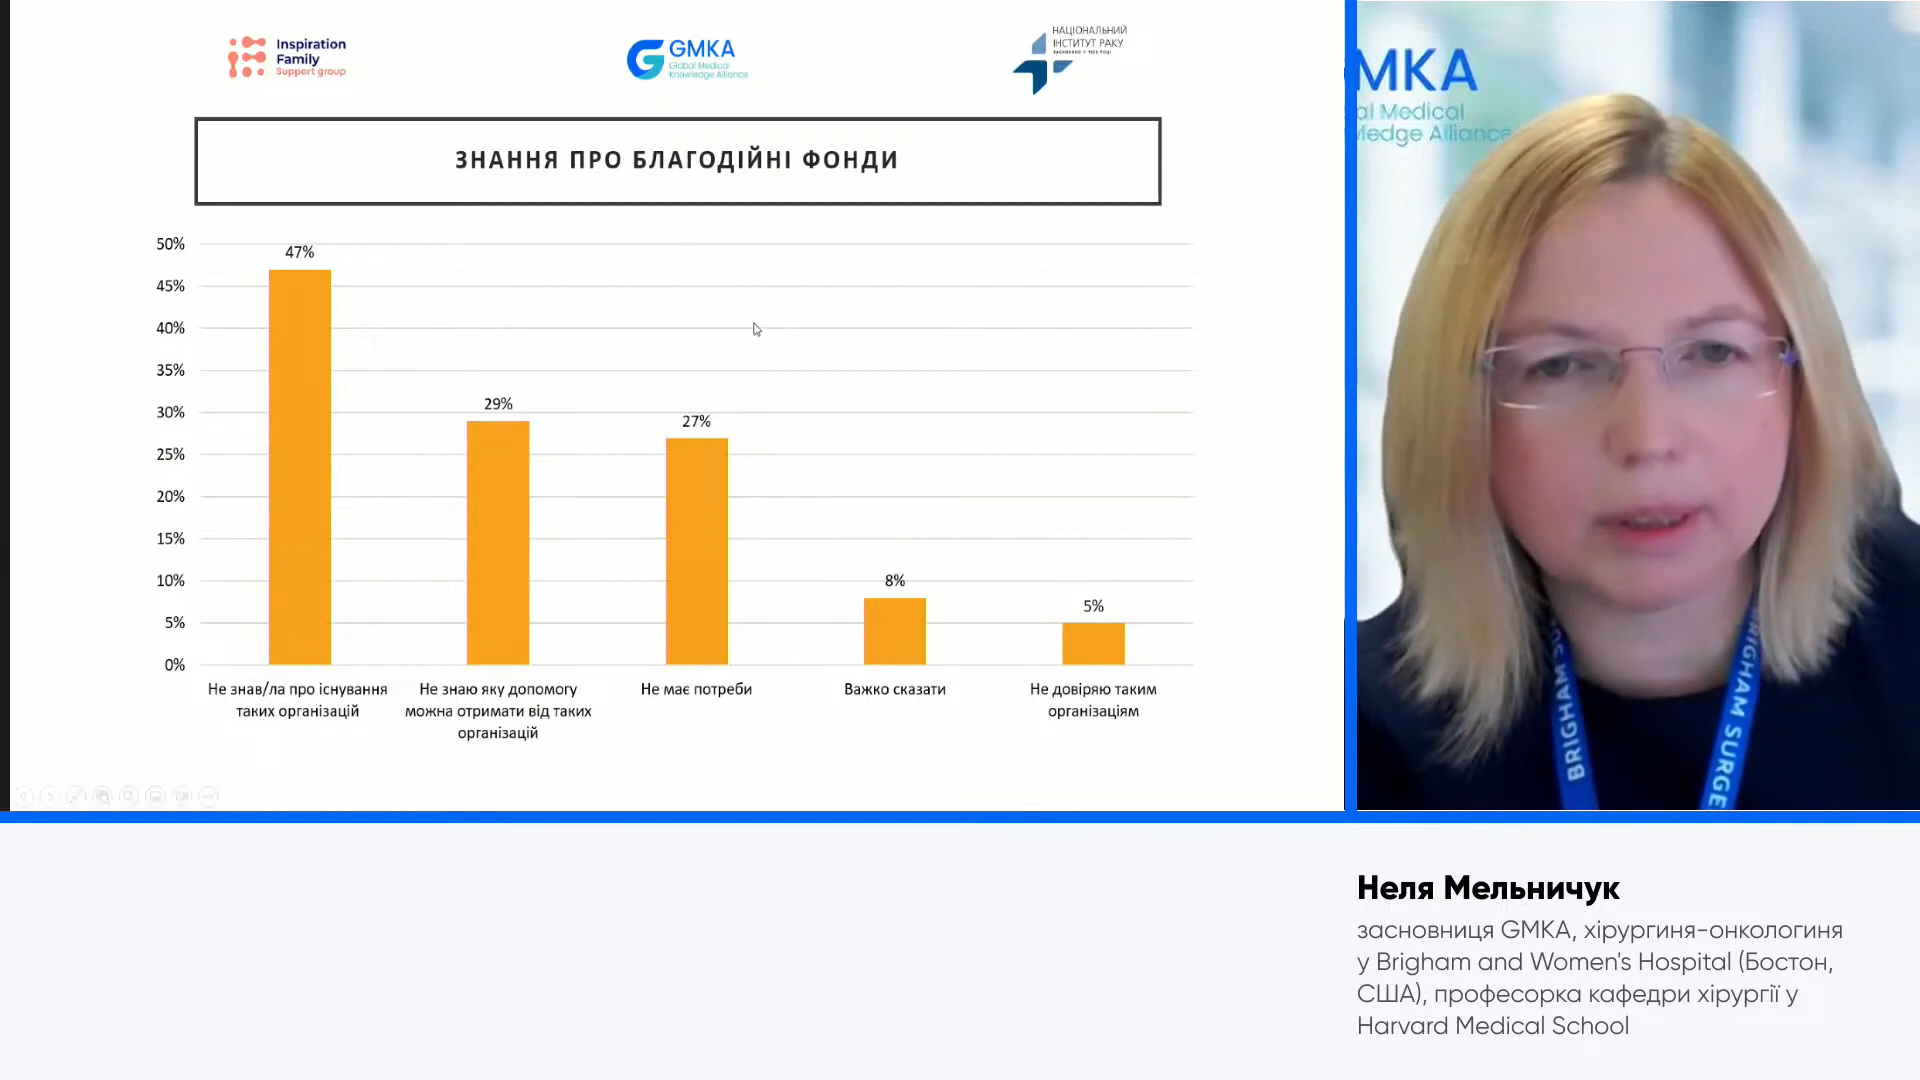 Inspiration
Family
Support group
GMKA
Global Medical
Knowledge Alliance
НАЦІОНАЛЬНИЙ
ІНСТИТУТ РАКУ
ЗНАННЯ ПРО БЛАГОДІЙНІ ФОНДИ
50%
45%
40%
35%
30%
25%
20%
15%
10%
5%
0%
47%
29%
27%
8%
5%
Не знав/ла про існування
таких організацій
Не знаю яку допомогу
можна отримати від таких
організацій
Не має потреби
Важко сказати
Не довіряю таким
організаціям
MKA
al Medical
ledge Alliance
BRIGHAM SU
BRIGHAM SURGE
Неля Мельничук
засновниця GMKA, хірургиня-онкологиня
у Brigham and Women's Hospital (Бостон,
США), професорка кафедри хірургії у
Harvard Medical School